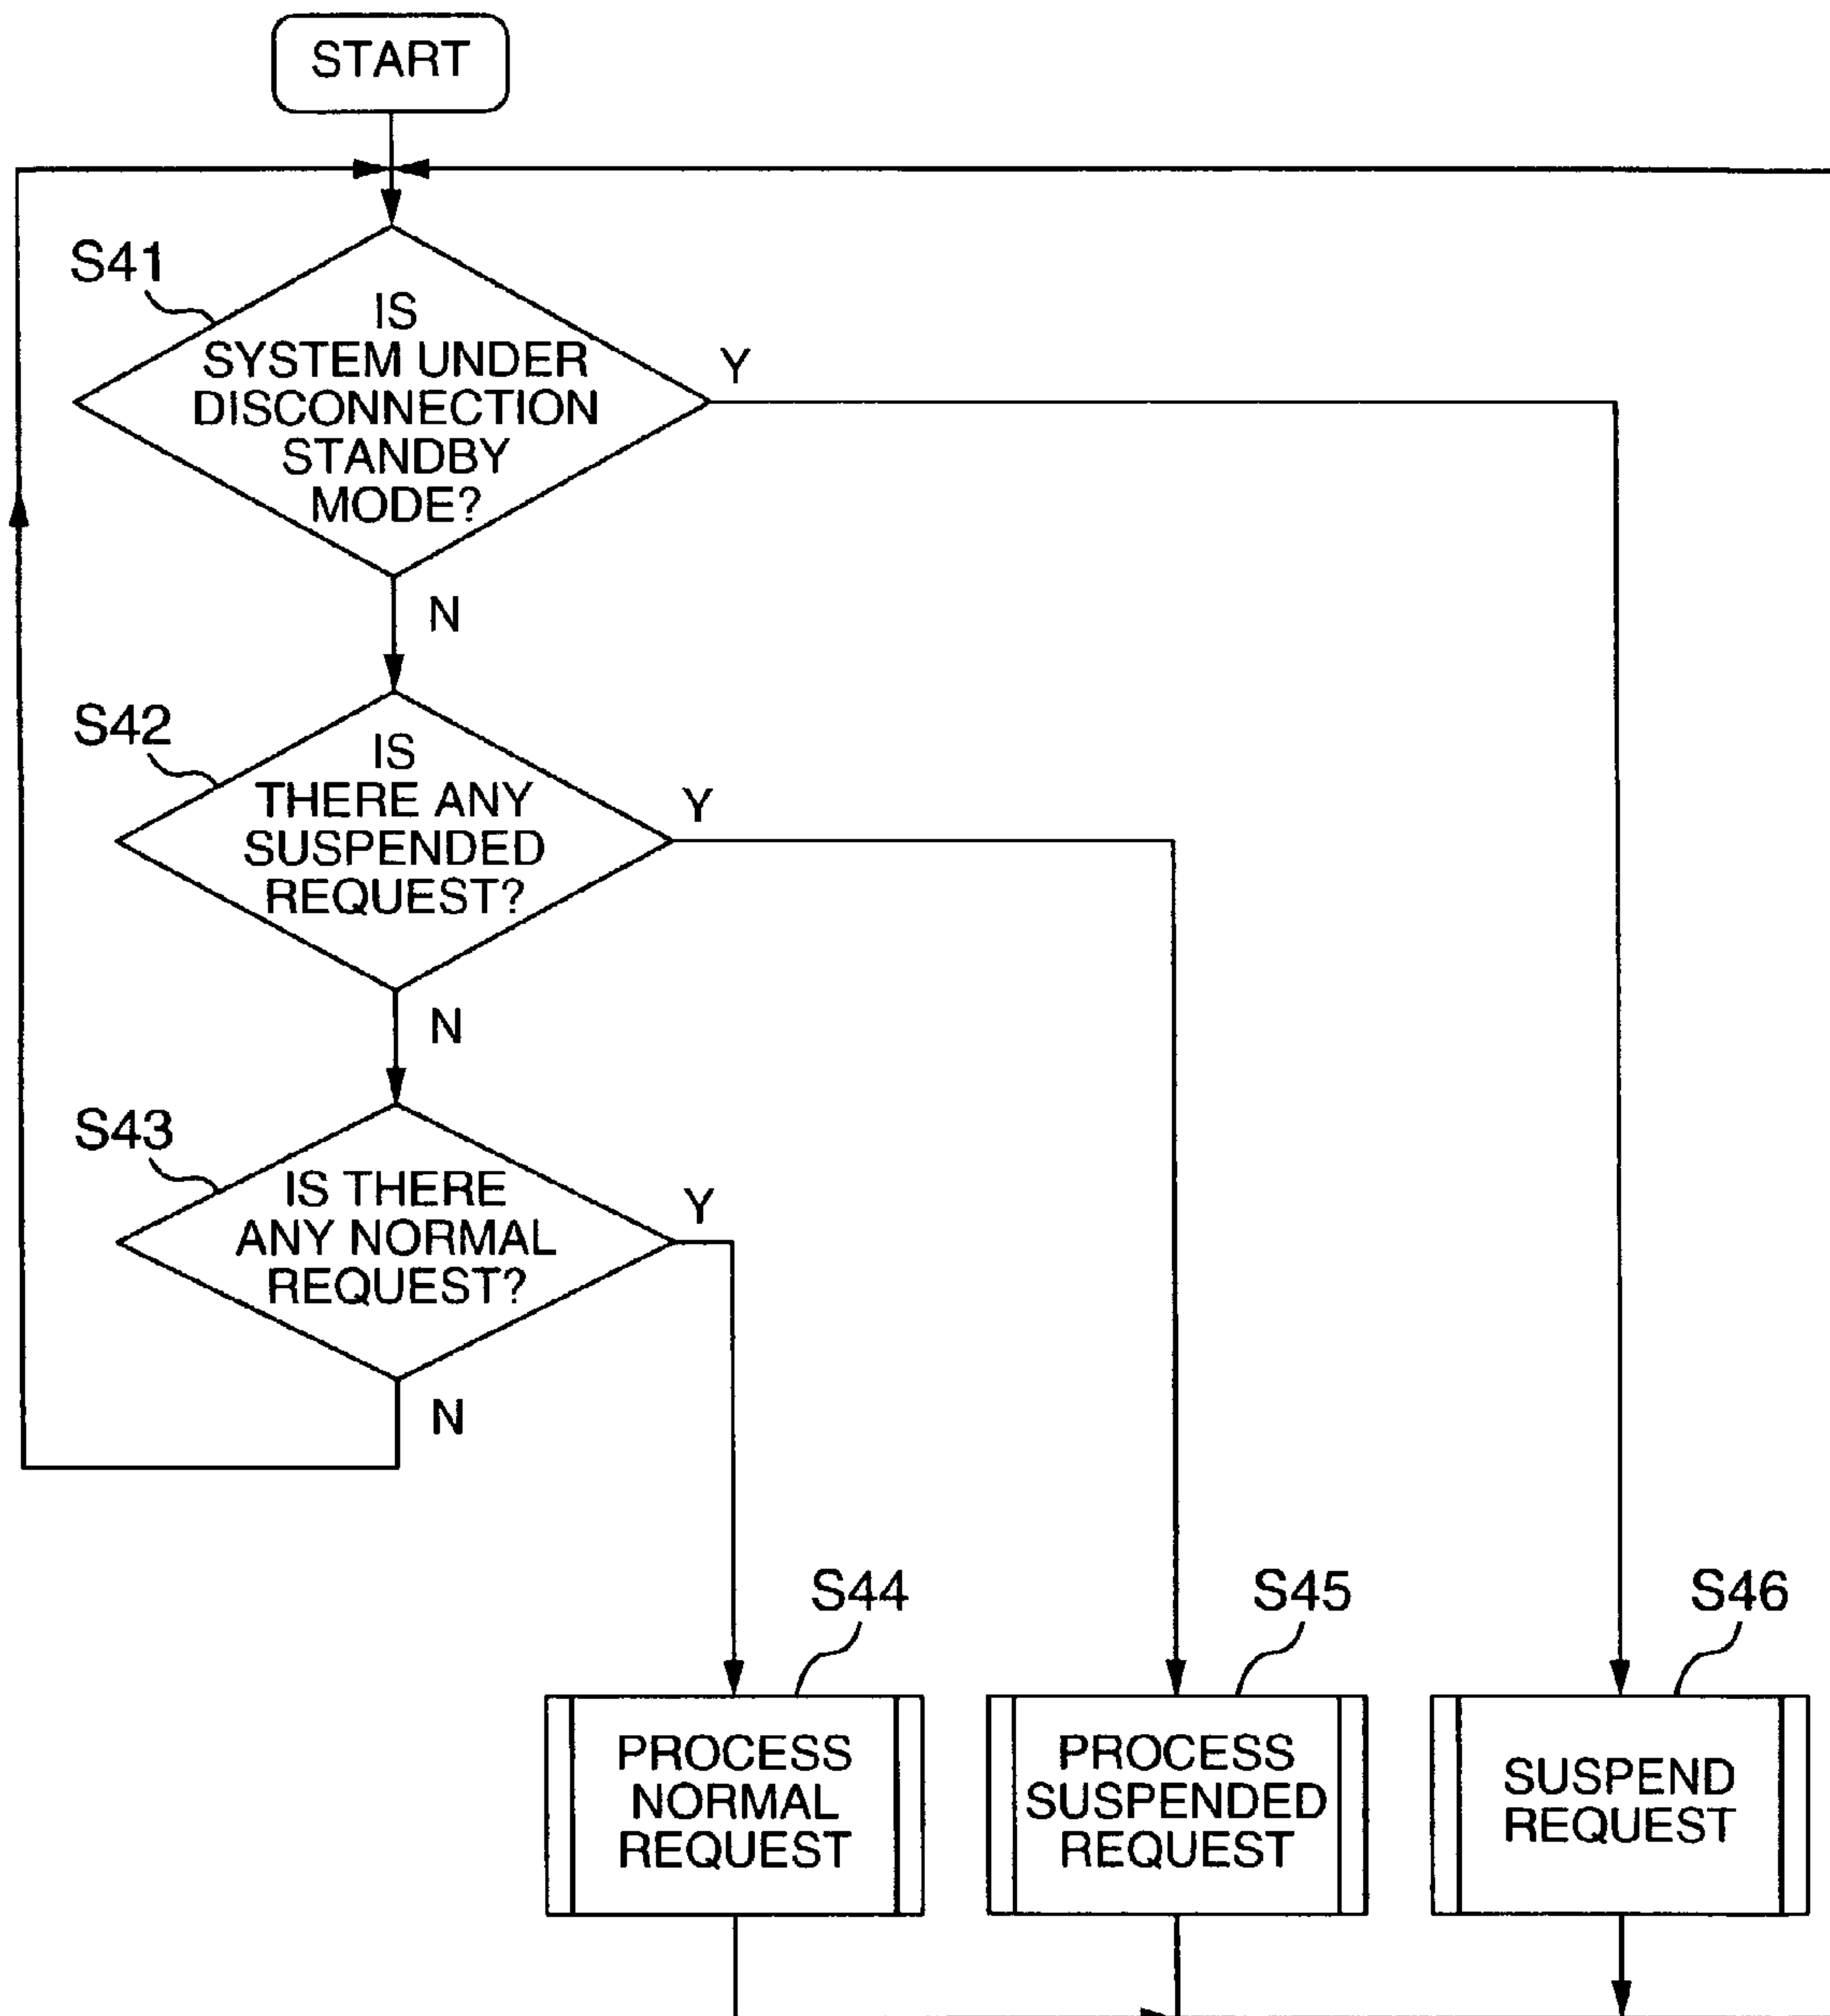 START
S41
IS
SYSTEM UNDER
DISCONNECTION
STANDBY
MODE?
Y
N
S42
IS
THERE ANY
SUSPENDED
REQUEST?
Y
N
S43
IS THERE
ANY NORMAL
REQUEST?
Y
N
S44
PROCESS
NORMAL
REQUEST
S45
PROCESS
SUSPENDED
REQUEST
S46
SUSPEND
REQUEST